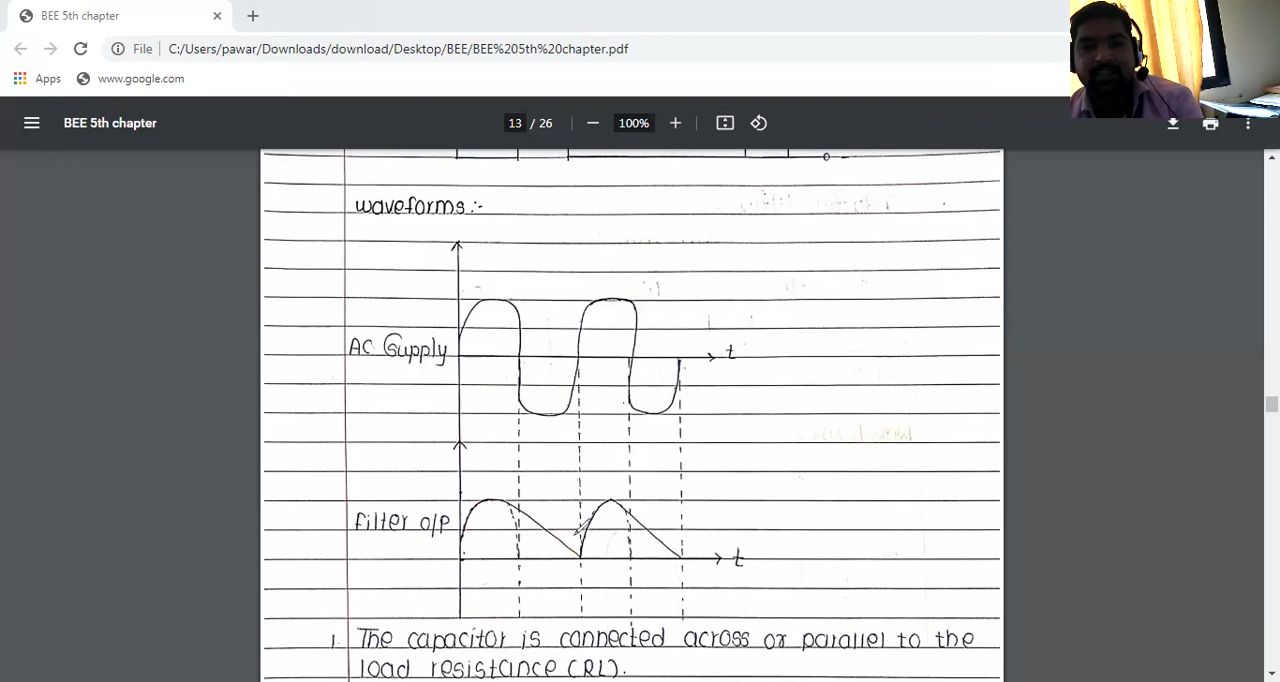 BEE 5th chapter
File
C:/Users/pawar/Downloads/download/Desktop/BEE/BEE%205th%20chapter.pdf
Apps
www.google.com
BEE 5th chapter
13 / 26
100%
waveforms:-
AC Supply
t
Filter o/p
t
1. The capacitor is connected across or parallel to the
load resistance (RL).